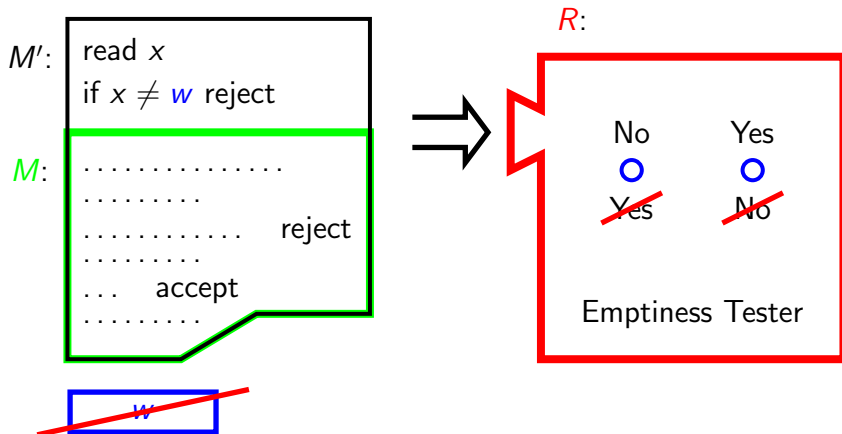 M′:
read x
if x ≠ w reject
M:
. . . . . . . . . . . . . . .
. . . . . . . . .
. . . . . . . . . . . . reject
. . . . . . . . .
. . . accept
. . . . . . . . .
w
R:
No Yes
Yes No
Emptiness Tester